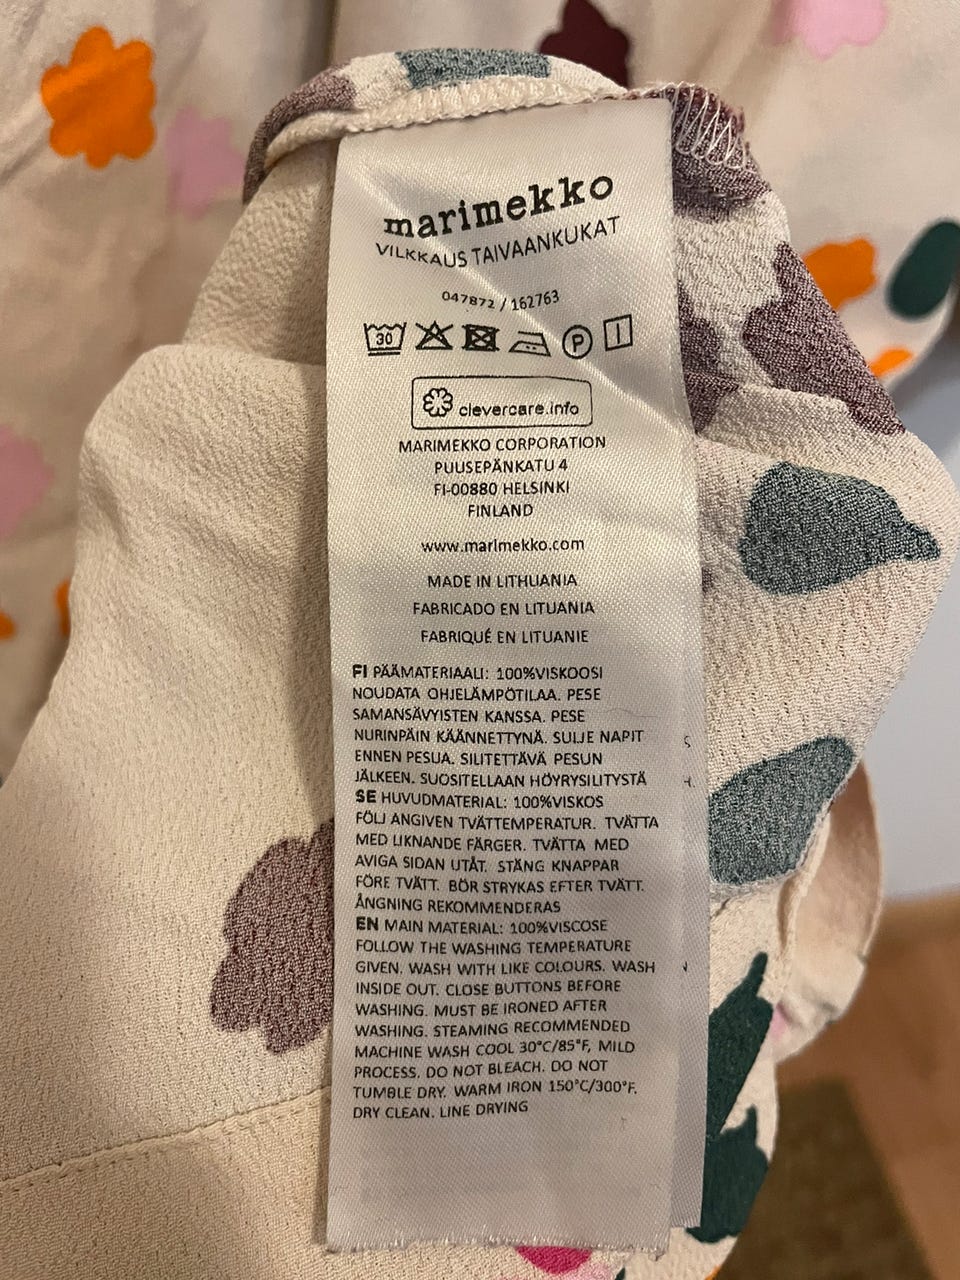 marimekko
VILKKAUS TAIVAANKUKAT
047872 / 162763
30
P
clevercare.info
MARIMEKKO CORPORATION
PUUSEPÄNKATU 4
FI-00880 HELSINKI
FINLAND
www.marimekko.com
MADE IN LITHUANIA
FABRICADO EN LITUANIA
FABRIQUÉ EN LITUANIE
FI PÄÄMATERIAALI: 100%VISKOOSI
NOUDATA OHJELÄMPÖTILAA. PESE
SAMANSÄVYISTEN KANSSA. PESE
NURINPÄIN KÄÄNNETTYNÄ. SULJE NAPIT
ENNEN PESUA. SILITETTÄVÄ PESUN
JÄLKEEN. SUOSITELLAAN HÖYRYSILITYSTÄ
SE HUVUDMATERIAL: 100%VISKOS
FÖLJ ANGIVEN TVÄTTEMPERATUR. TVÄTTA
MED LIKNANDE FÄRGER. TVÄTTA MED
AVIGA SIDAN UTÅT. STÄNG KNAPPAR
FÖRE TVÄTT. BÖR STRYKAS EFTER TVÄTT.
ÅNGNING REKOMMENDERAS
EN MAIN MATERIAL: 100%VISCOSE
FOLLOW THE WASHING TEMPERATURE
GIVEN. WASH WITH LIKE COLOURS. WASH
INSIDE OUT. CLOSE BUTTONS BEFORE
WASHING. MUST BE IRONED AFTER
WASHING. STEAMING RECOMMENDED
MACHINE WASH COOL 30°C/85°F, MILD
PROCESS. DO NOT BLEACH. DO NOT
TUMBLE DRY. WARM IRON 150°C/300°F.
DRY CLEAN. LINE DRYING